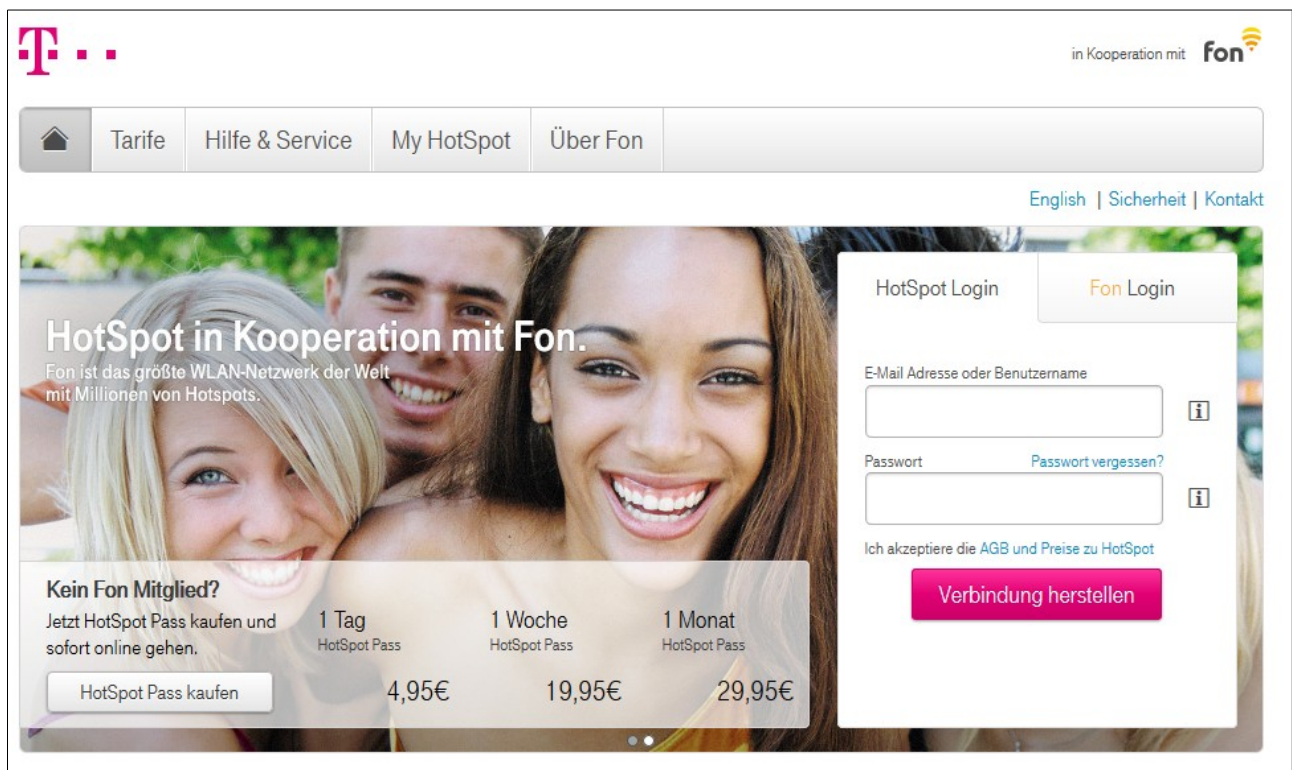 T
in Kooperation mit fon
Tarife
Hilfe & Service
My HotSpot
Über Fon
English | Sicherheit | Kontakt
HotSpot in Kooperation mit Fon.
Fon ist das größte WLAN-Netzwerk der Welt
mit Millionen von Hotspots.
Kein Fon Mitglied?
Jetzt HotSpot Pass kaufen und
sofort online gehen.
HotSpot Pass kaufen
1 Tag
HotSpot Pass
4,95€
1 Woche
HotSpot Pass
19,95€
1 Monat
HotSpot Pass
29,95€
HotSpot Login
Fon Login
E-Mail Adresse oder Benutzername
Passwort
Passwort vergessen?
Ich akzeptiere die AGB und Preise zu HotSpot
Verbindung herstellen